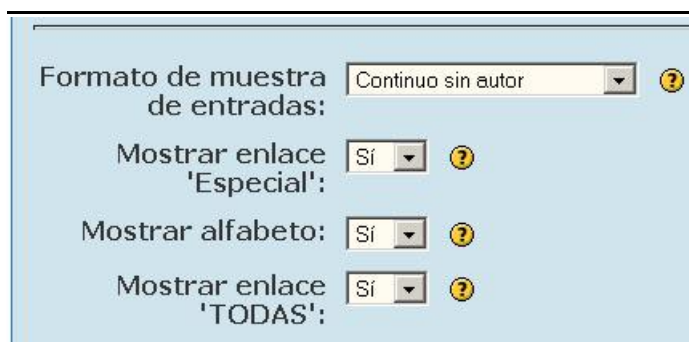 Formato de muestra Continuo sin autor ?
de entradas:
Mostrar enlace Sí ?
'Especial':
Mostrar alfabeto: Sí ?
Mostrar enlace Sí ?
'TODAS':